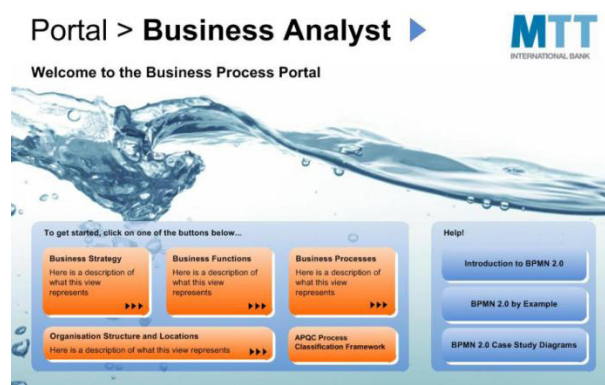 Portal > Business Analyst
MTT
INTERNATIONAL BANK
Welcome to the Business Process Portal
To get started, click on one of the buttons below...
Business Strategy
Here is a description of
what this view
represents
Business Functions
Here is a description of
what this view
represents
Business Processes
Here is a description of
what this view
represents
Organisation Structure and Locations
Here is a description of what this view represents
APQC Process
Classification Framework
Help!
Introduction to BPMN 2.0
BPMN 2.0 by Example
BPMN 2.0 Case Study Diagrams